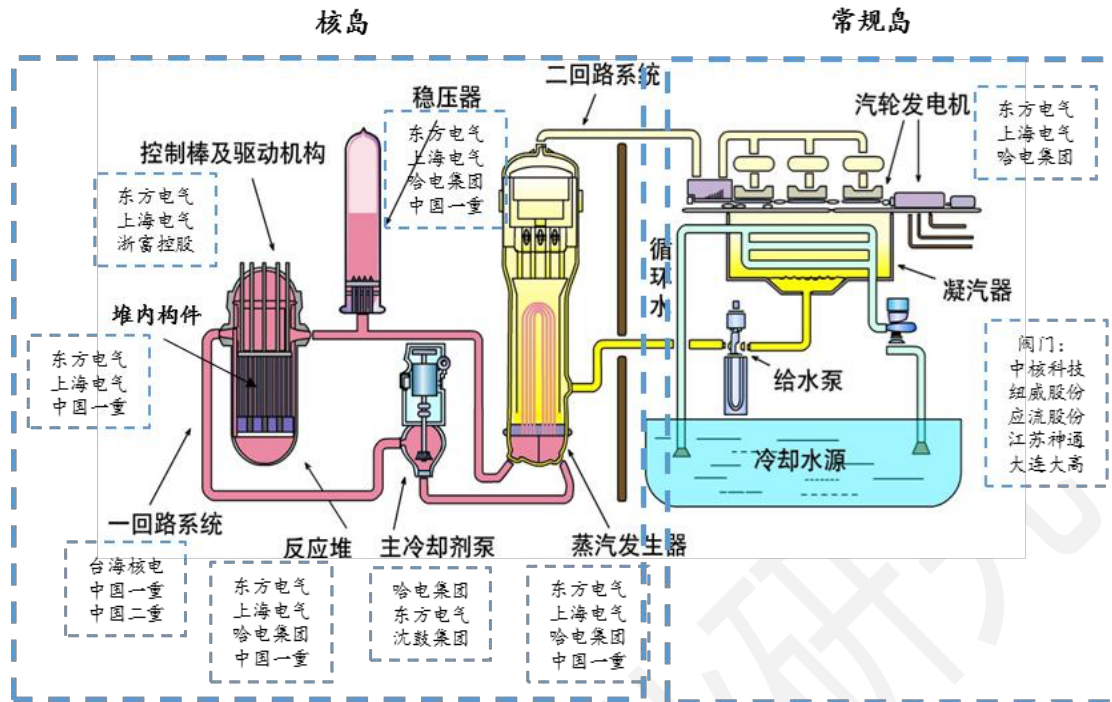 核岛
常规岛
二回路系统
稳压器
东方电气
上海电气
哈电集团
中国一重
汽轮发电机
东方电气
上海电气
哈电集团
控制棒及驱动机构
东方电气
上海电气
浙富控股
循环水
凝汽器
堆内构件
东方电气
上海电气
中国一重
给水泵
阀门：
中核科技
纽威股份
应流股份
江苏神通
大连大高
冷却水源
一回路系统
台海核电
中国一重
中国二重
反应堆
东方电气
上海电气
哈电集团
中国一重
主冷却剂泵
哈电集团
东方电气
沈鼓集团
蒸汽发生器
东方电气
上海电气
哈电集团
中国一重
研究